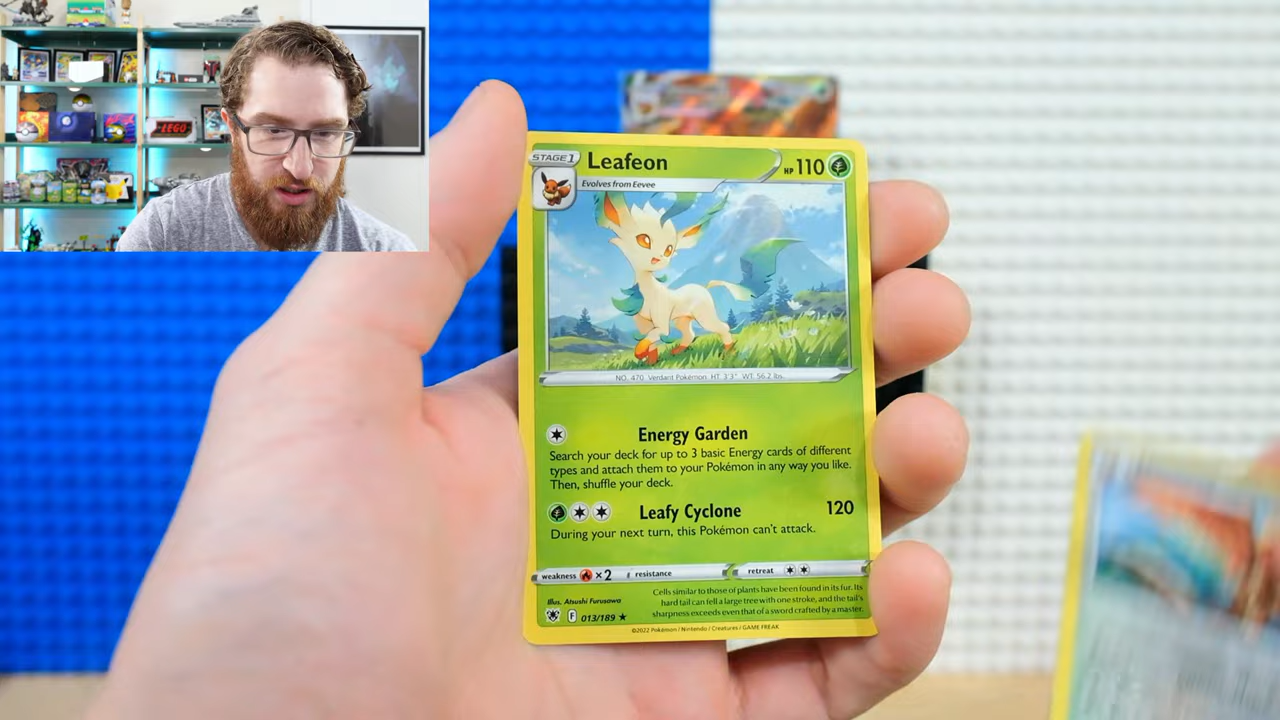 LEGO
STAGE 1
Leafeon
HP 110
Evolves from Eevee
NO. 470 Verdant Pokémon HT: 3'3" WT: 56.2 lbs.
Energy Garden
Search your deck for up to 3 basic Energy cards of different
types and attach them to your Pokémon in any way you like.
Then, shuffle your deck.
Leafy Cyclone 120
During your next turn, this Pokémon can't attack.
weakness ×2 resistance retreat
Illus. Atsushi Furusawa
F 013/189 ★
Cells similar to those of plants have been found in its fur. Its
hard tail can fell a large tree with one stroke, and the tail's
sharpness exceeds even that of a sword crafted by a master.
©2022 Pokémon / Nintendo / Creatures / GAME FREAK